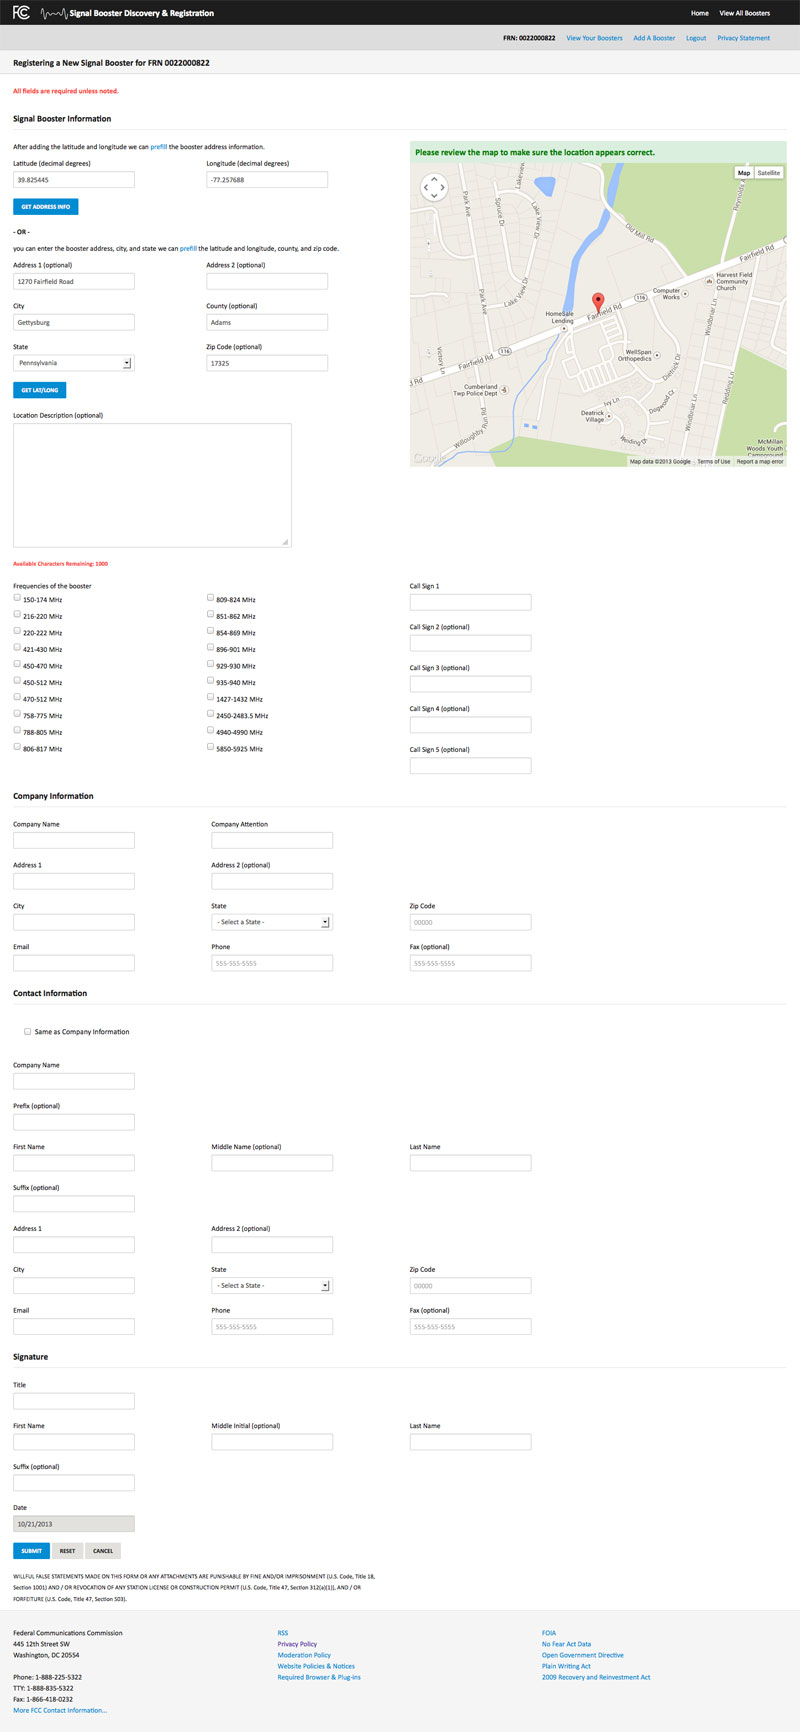 FCC Signal Booster Discovery & Registration Home View All Boosters
FRN: 0022000822 View Your Boosters Add A Booster Logout Privacy Statement
Registering a New Signal Booster for FRN 0022000822
All fields are required unless noted.
Signal Booster Information
After adding the latitude and longitude we can prefill the booster address information.
Latitude (decimal degrees) Longitude (decimal degrees)
39.825445 -77.257688
GET ADDRESS INFO
- OR -
you can enter the booster address, city, and state we can prefill the latitude and longitude, county, and zip code.
Address 1 (optional) Address 2 (optional)
1270 Fairfield Road
City County (optional)
Gettysburg Adams
State Zip Code (optional)
Pennsylvania 17325
GET LAT/LONG
Location Description (optional)
Available Characters Remaining: 1000
Please review the map to make sure the location appears correct.
Map Satellite
Lakeview
Park Ave
Spruce Dr
Lake View Dr
Reynolds A
Old Mill Rd
Fairfield Rd
Harvest Field
Community
Church
Computer
Works
116
Fairfield Rd
HomeSale
Lending
Park Ave
Lake View Dr
Windbriar Ln
116
Fairfield Rd
Victory Ln
d Rd
WellSpan
Orthopedics
Dietrick Dr
Redding Ln
Cumberland
Twp Police Dept
Ivy Ln
Dogwood Ct
Windbriar Ln
Deatrick
Village
Willoughby Run Rd
Reiding Ct
McMillan
Woods Youth
Campground
Google
Map data ©2013 Google Terms of Use Report a map error
Frequencies of the booster
150-174 MHz 809-824 MHz
216-220 MHz 851-862 MHz
220-222 MHz 854-869 MHz
421-430 MHz 896-901 MHz
450-470 MHz 929-930 MHz
450-512 MHz 935-940 MHz
470-512 MHz 1427-1432 MHz
758-775 MHz 2450-2483.5 MHz
788-805 MHz 4940-4990 MHz
806-817 MHz 5850-5925 MHz
Call Sign 1
Call Sign 2 (optional)
Call Sign 3 (optional)
Call Sign 4 (optional)
Call Sign 5 (optional)
Company Information
Company Name Company Attention
Address 1 Address 2 (optional)
City State Zip Code
- Select a State - 00000
Email Phone Fax (optional)
555-555-5555 555-555-5555
Contact Information
Same as Company Information
Company Name
Prefix (optional)
First Name Middle Name (optional) Last Name
Suffix (optional)
Address 1 Address 2 (optional)
City State Zip Code
- Select a State - 00000
Email Phone Fax (optional)
555-555-5555 555-555-5555
Signature
Title
First Name Middle Initial (optional) Last Name
Suffix (optional)
Date
10/21/2013
SUBMIT RESET CANCEL
WILLFUL FALSE STATEMENTS MADE ON THIS FORM OR ANY ATTACHMENTS ARE PUNISHABLE BY FINE AND/OR IMPRISONMENT (U.S. Code, Title 18,
Section 1001) AND / OR REVOCATION OF ANY STATION LICENSE OR CONSTRUCTION PERMIT (U.S. Code, Title 47, Section 312(a)(1)), AND / OR
FORFEITURE (U.S. Code, Title 47, Section 503).
Federal Communications Commission
445 12th Street SW
Washington, DC 20554
Phone: 1-888-225-5322
TTY: 1-888-835-5322
Fax: 1-866-418-0232
More FCC Contact Information...
RSS
Privacy Policy
Moderation Policy
Website Policies & Notices
Required Browser & Plug-ins
FOIA
No Fear Act Data
Open Government Directive
Plain Writing Act
2009 Recovery and Reinvestment Act